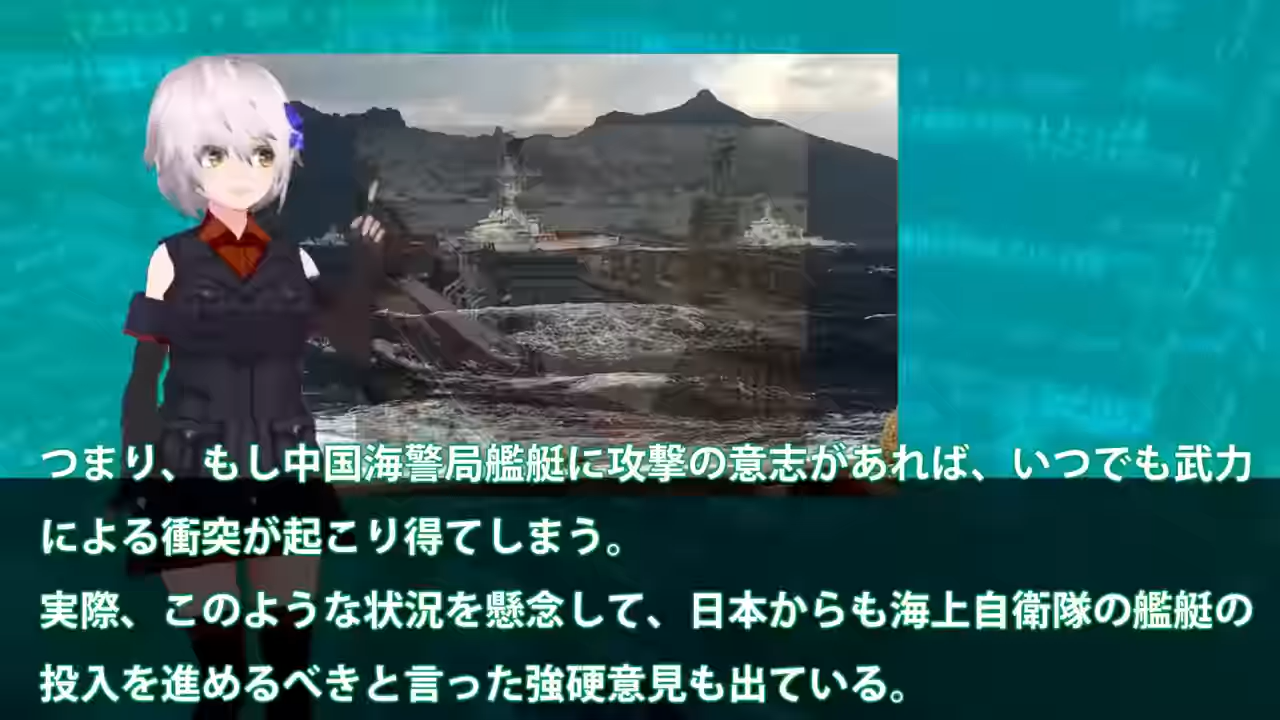 つまり、もし中国海警局艦艇に攻撃の意志があれば、いつでも武力
による衝突が起こり得てしまう。
実際、このような状況を懸念して、日本からも海上自衛隊の艦艇の
投入を進めるべきと言った強硬意見も出ている。